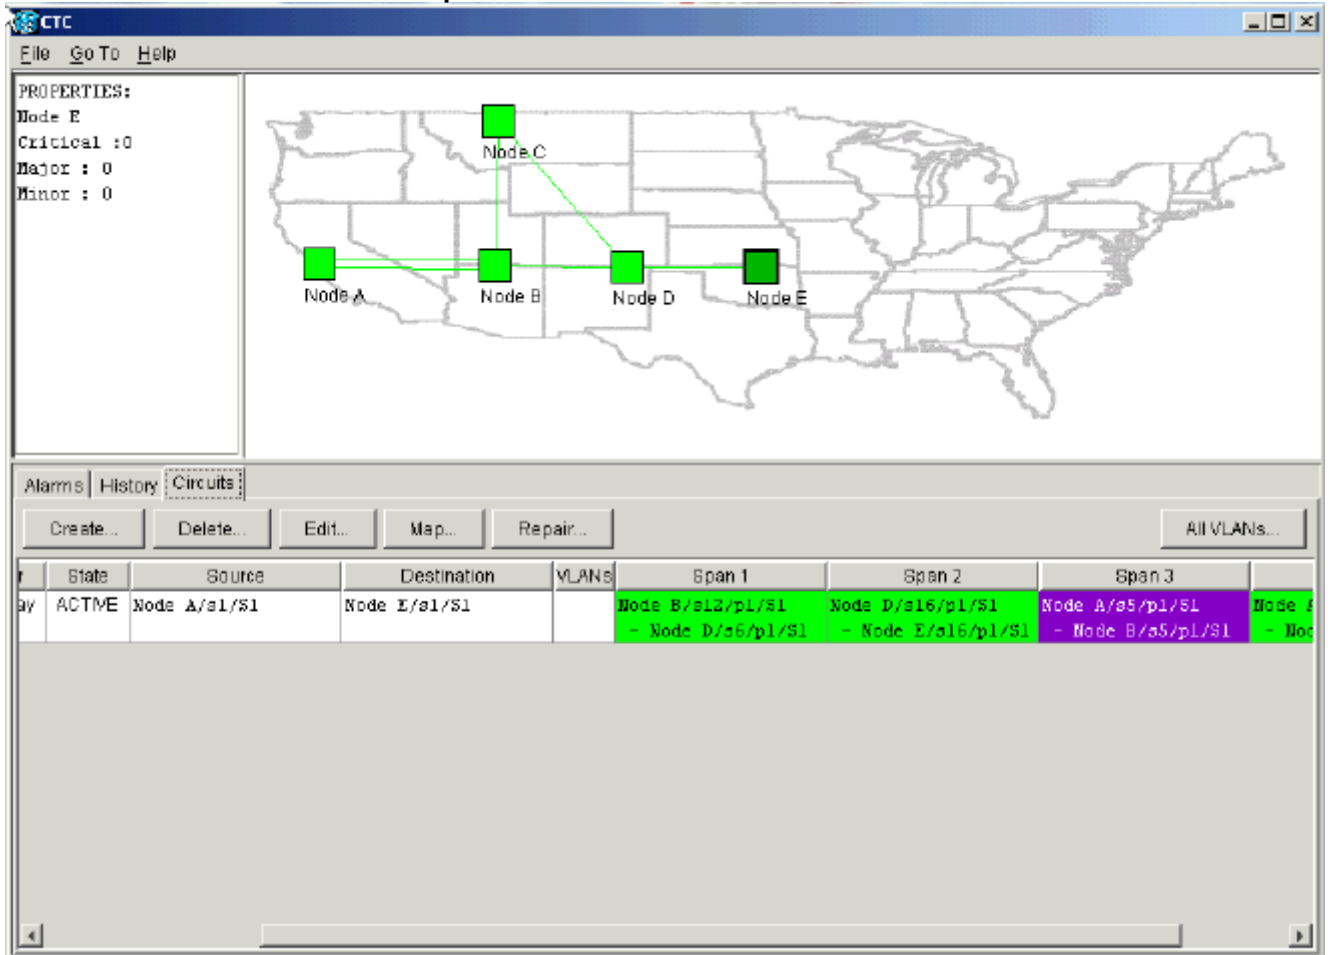 CTC
File Go To Help
PROPERTIES:
Node E
Critical :0
Major : 0
Minor : 0
Node C
Node A
Node B
Node D
Node E
Alarms History Circuits
Create... Delete... Edit... Map... Repair... All VLANs...
r State Source Destination VLANs Span 1 Span 2 Span 3
ay ACTIVE Node A/s1/S1 Node E/s1/S1 Node B/s12/p1/S1 Node D/s16/p1/S1 Node A/s5/p1/S1 Node
- Node D/s6/p1/S1 - Node E/s16/p1/S1 - Node B/s5/p1/S1 - Noc